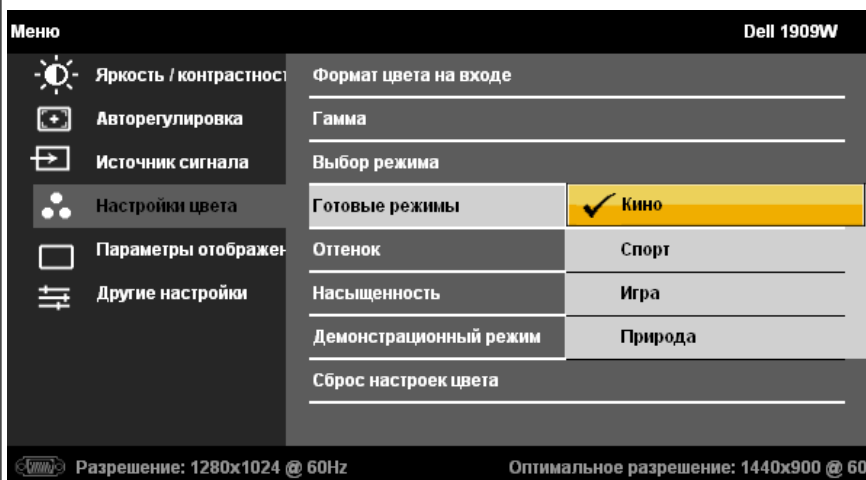 Меню
Dell 1909W
Яркость / контрастност
Авторегулировка
Источник сигнала
Настройки цвета
Параметры отображен
Другие настройки
Формат цвета на входе
Гамма
Выбор режима
Готовые режимы
Оттенок
Насыщенность
Демонстрационный режим
Сброс настроек цвета
Кино
Спорт
Игра
Природа
Разрешение: 1280x1024 @ 60Hz
Оптимальное разрешение: 1440x900 @ 60